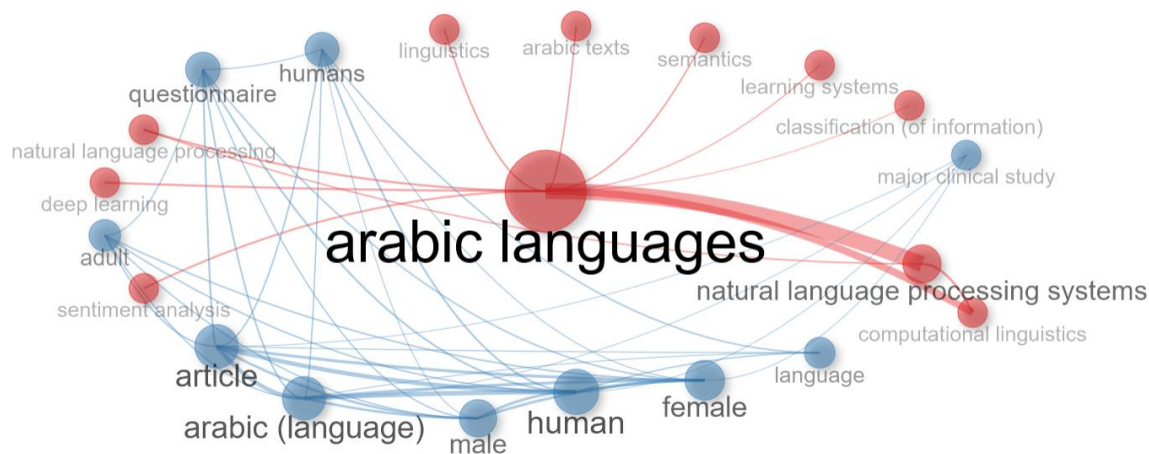 linguistics
arabic texts
semantics
humans
learning systems
questionnaire
classification (of information)
natural language processing
major clinical study
deep learning
arabic languages
adult
natural language processing systems
sentiment analysis
computational linguistics
article
language
female
arabic (language)
human
male